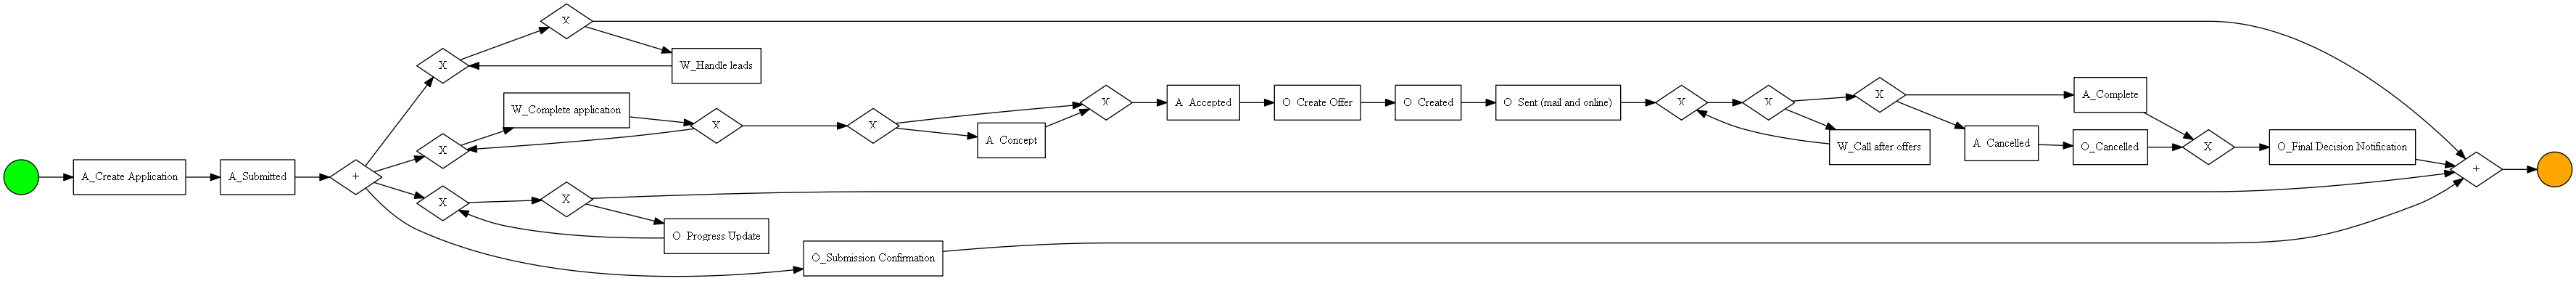 X
W_Handle leads
X
A_Create Application
A_Submitted
+
X
W_Complete application
X
X
A_Concept
X
A_Accepted
O_Create Offer
O_Created
O_Sent (mail and online)
X
X
W_Call after offers
X
A_Complete
A_Cancelled
O_Cancelled
X
O_Final Decision Notification
X
X
O_Progress Update
O_Submission Confirmation
+